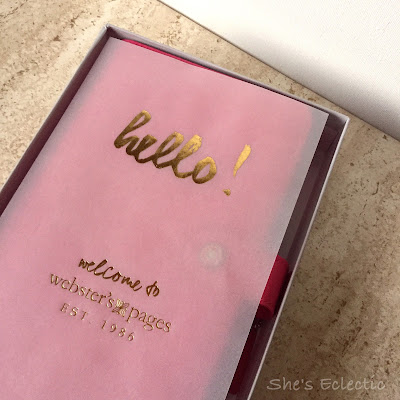 hello!
welcome to
webster's pages
EST. 1986
She's Eclectic